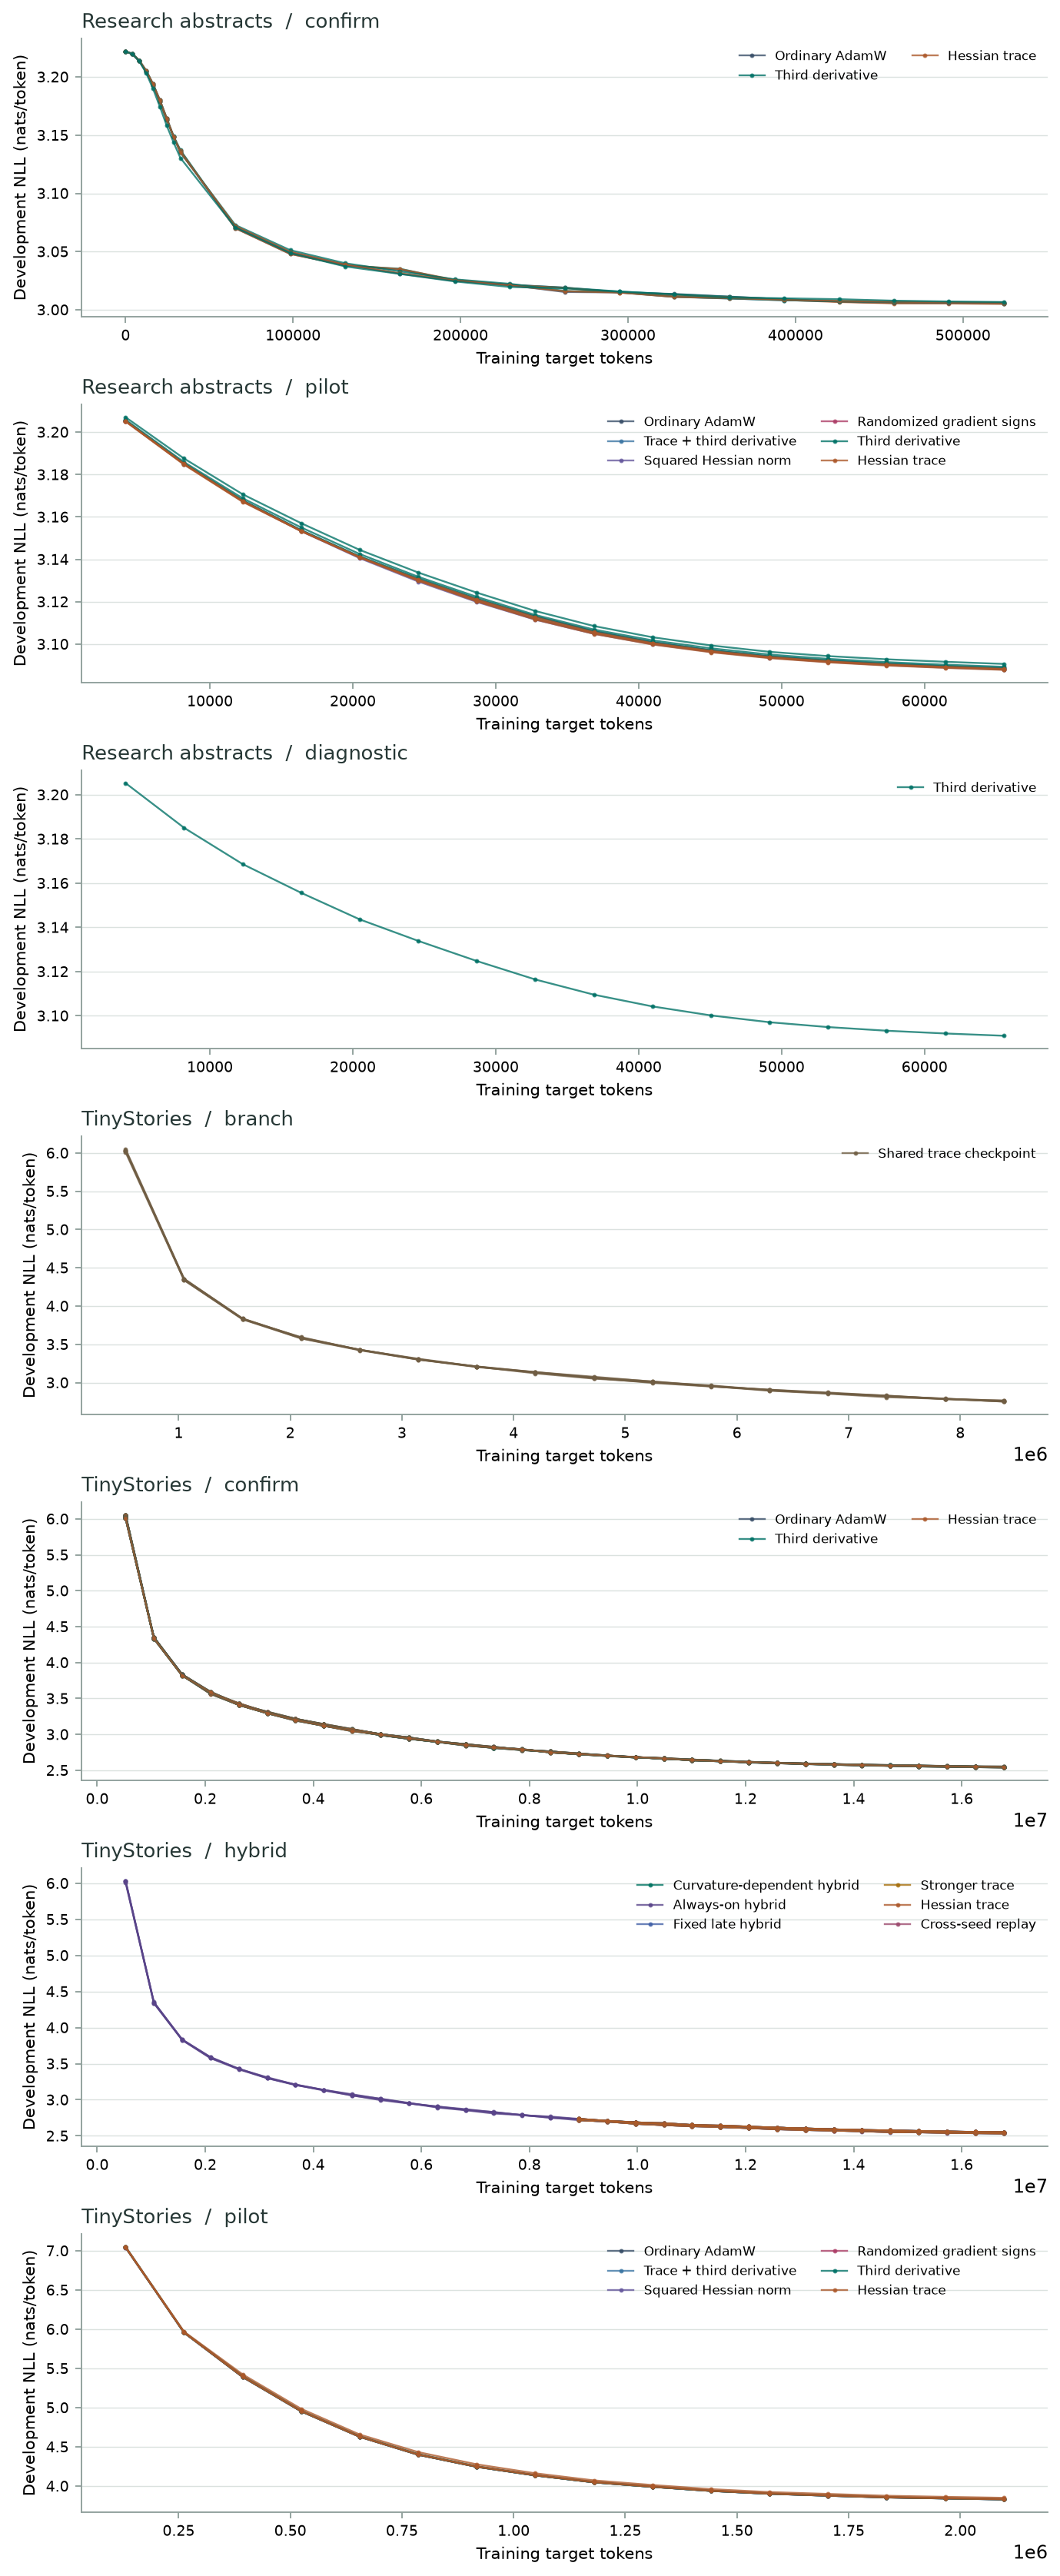 Research abstracts / confirm
Development NLL (nats/token)
3.20
3.15
3.10
3.05
3.00
Ordinary AdamW
Third derivative
Hessian trace
0 100000 200000 300000 400000 500000
Training target tokens
Research abstracts / pilot
Development NLL (nats/token)
3.20
3.18
3.16
3.14
3.12
3.10
Ordinary AdamW
Trace + third derivative
Squared Hessian norm
Randomized gradient signs
Third derivative
Hessian trace
10000 20000 30000 40000 50000 60000
Training target tokens
Research abstracts / diagnostic
Development NLL (nats/token)
3.20
3.18
3.16
3.14
3.12
3.10
Third derivative
10000 20000 30000 40000 50000 60000
Training target tokens
TinyStories / branch
Development NLL (nats/token)
6.0
5.5
5.0
4.5
4.0
3.5
3.0
Shared trace checkpoint
1 2 3 4 5 6 7 8
1e6
Training target tokens
TinyStories / confirm
Development NLL (nats/token)
6.0
5.5
5.0
4.5
4.0
3.5
3.0
2.5
Ordinary AdamW
Third derivative
Hessian trace
0.0 0.2 0.4 0.6 0.8 1.0 1.2 1.4 1.6
1e7
Training target tokens
TinyStories / hybrid
Development NLL (nats/token)
6.0
5.5
5.0
4.5
4.0
3.5
3.0
2.5
Curvature-dependent hybrid
Always-on hybrid
Fixed late hybrid
Stronger trace
Hessian trace
Cross-seed replay
0.0 0.2 0.4 0.6 0.8 1.0 1.2 1.4 1.6
1e7
Training target tokens
TinyStories / pilot
Development NLL (nats/token)
7.0
6.5
6.0
5.5
5.0
4.5
4.0
Ordinary AdamW
Trace + third derivative
Squared Hessian norm
Randomized gradient signs
Third derivative
Hessian trace
0.25 0.50 0.75 1.00 1.25 1.50 1.75 2.00
1e6
Training target tokens